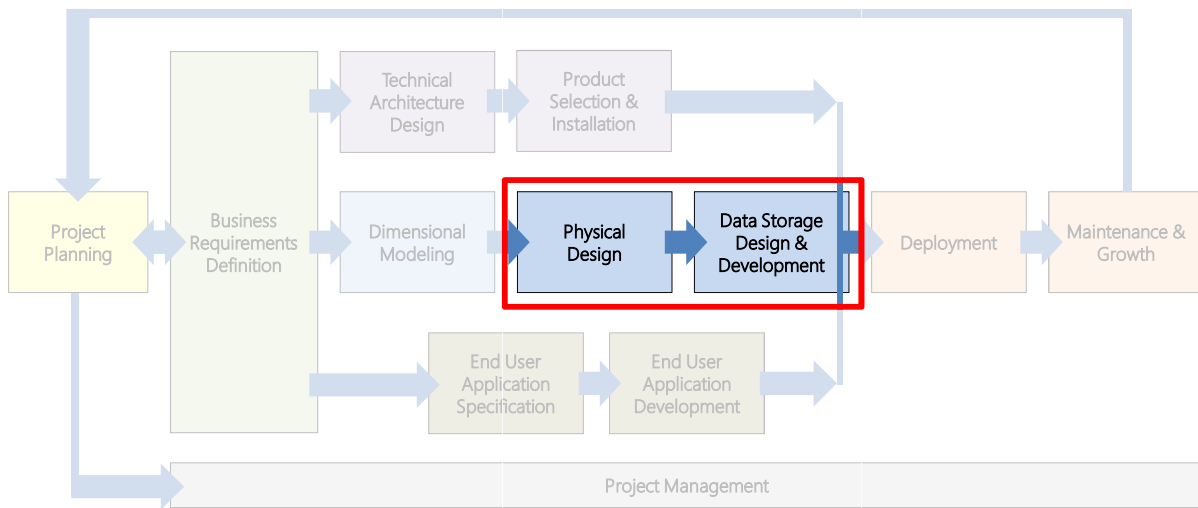 Technical
Architecture
Design
Product
Selection &
Installation
Project
Planning
Business
Requirements
Definition
Dimensional
Modeling
Physical
Design
Data Storage
Design &
Development
Deployment
Maintenance &
Growth
End User
Application
Specification
End User
Application
Development
Project Management